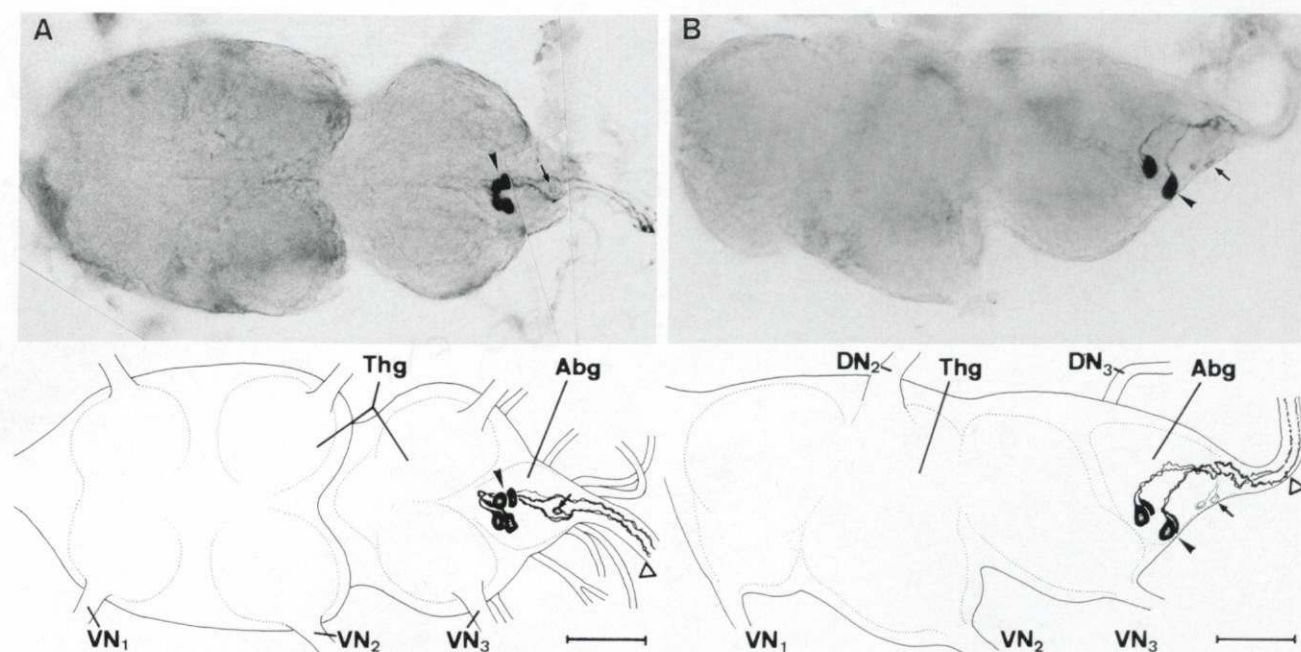 A
B
Thg
Abg
VN₁
VN₂
VN₃
DN₂
Thg
DN₃
Abg
VN₁
VN₂
VN₃